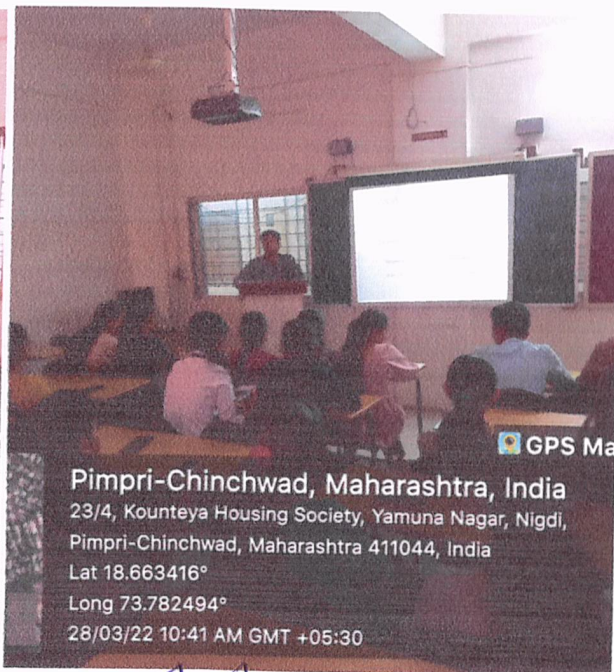 GPS Ma
Pimpri-Chinchwad, Maharashtra, India
23/4, Kounteya Housing Society, Yamuna Nagar, Nigdi,
Pimpri-Chinchwad, Maharashtra 411044, India
Lat 18.663416°
Long 73.782494°
28/03/22 10:41 AM GMT +05:30